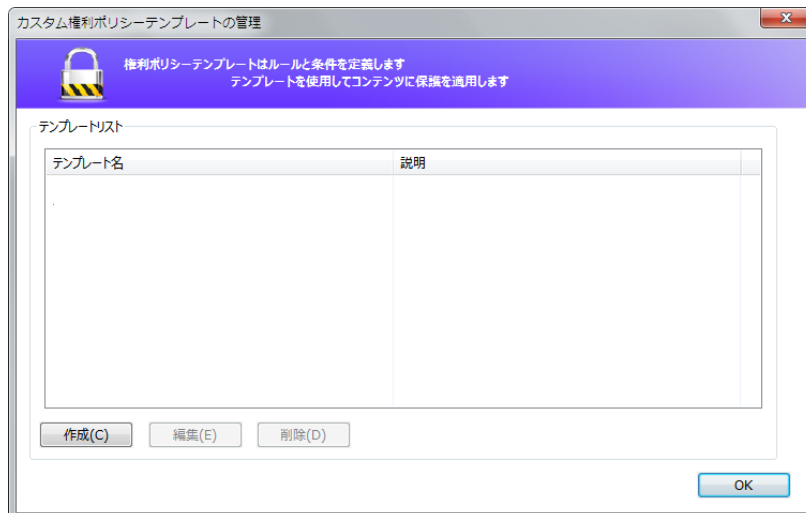 カスタム権利ポリシーテンプレートの管理
権利ポリシーテンプレートはルールと条件を定義します
テンプレートを使用してコンテンツに保護を適用します
テンプレートリスト
テンプレート名 説明
作成(C) 編集(E) 削除(D)
OK